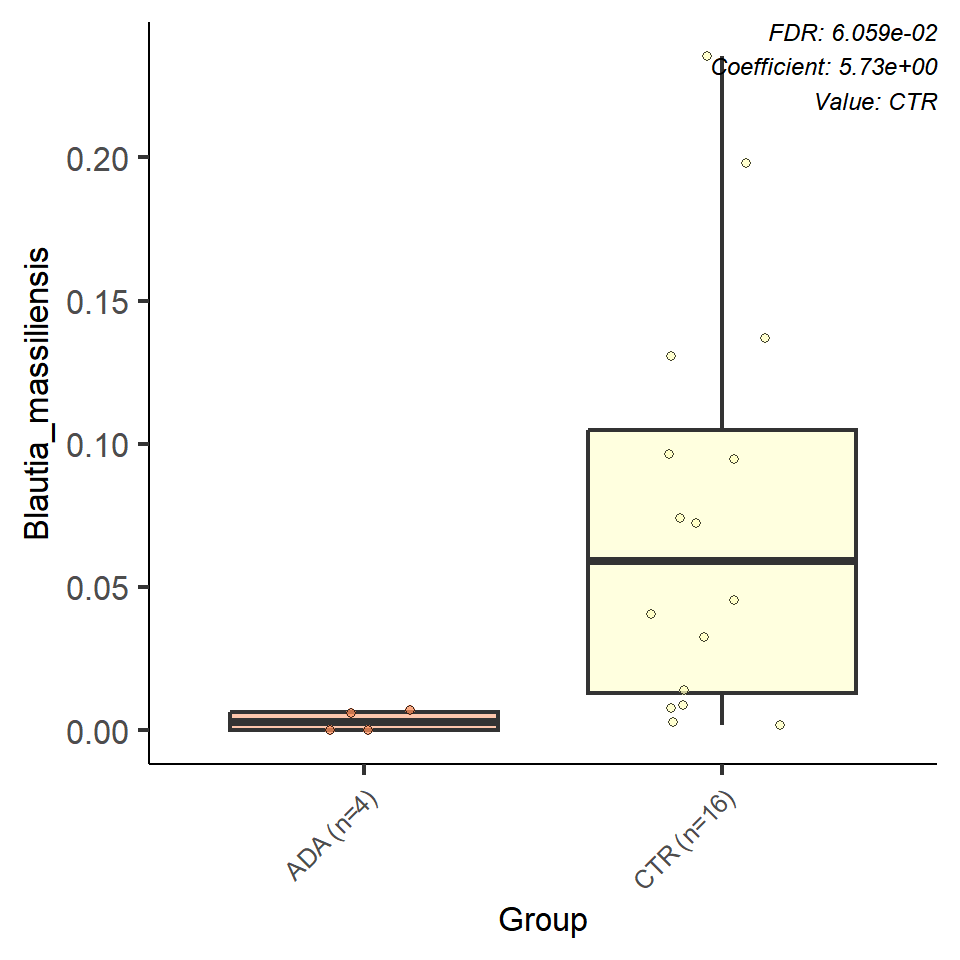 FDR: 6.059e-02
Coefficient: 5.73e+00
Value: CTR
Blautia_massiliensis
0.20
0.15
0.10
0.05
0.00
ADA (n=4)
CTR (n=16)
Group